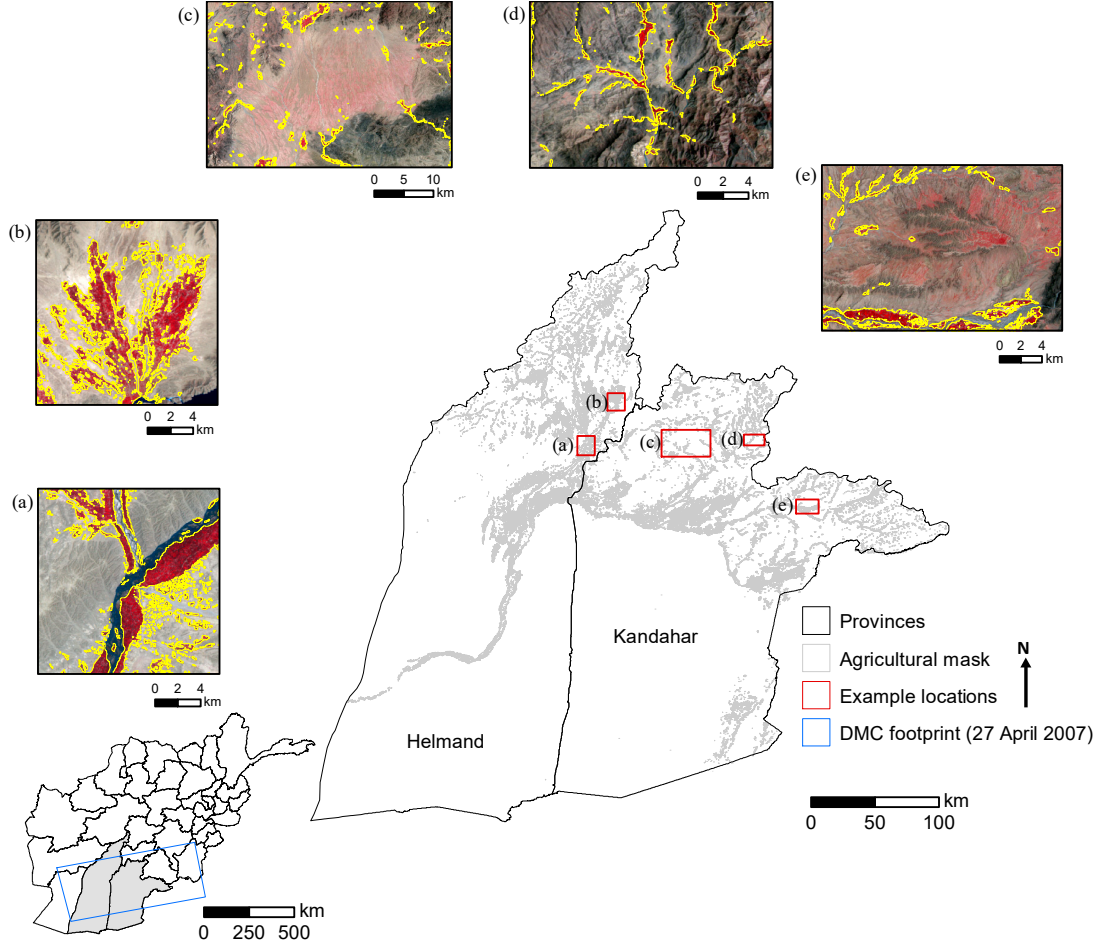 (c)
0 5 10
km
(d)
0 2 4
km
(e)
0 2 4
km
(b)
0 2 4
km
(a)
0 2 4
km
(b)
(a)
(c)
(d)
(e)
Kandahar
Helmand
Provinces
Agricultural mask
Example locations
DMC footprint (27 April 2007)
N
km
0 50 100
km
0 250 500